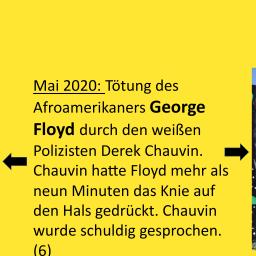 Mai 2020: Tötung des
Afroamerikaners George
Floyd durch den weißen
Polizisten Derek Chauvin.
Chauvin hatte Floyd mehr als
neun Minuten das Knie auf
den Hals gedrückt. Chauvin
wurde schuldig gesprochen.
(6)